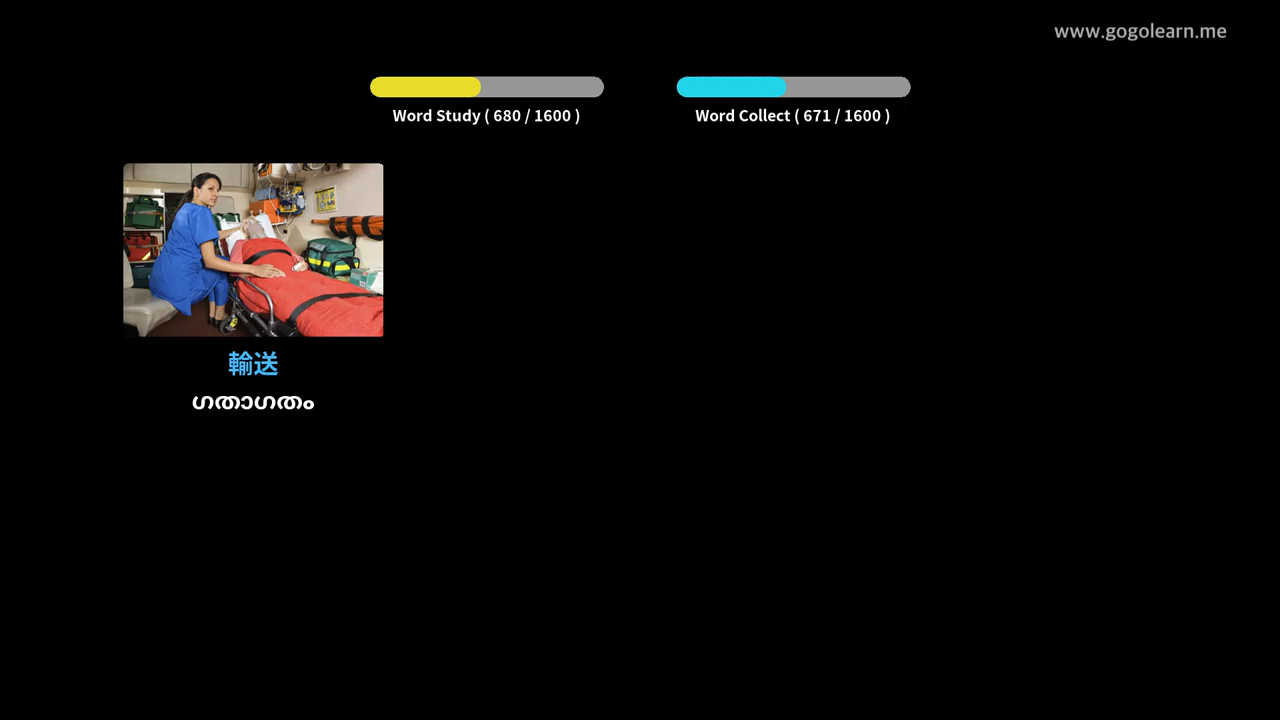 www.gogolearn.me
Word Study ( 680 / 1600 )
Word Collect ( 671 / 1600 )
輸送
ഗതാഗതം